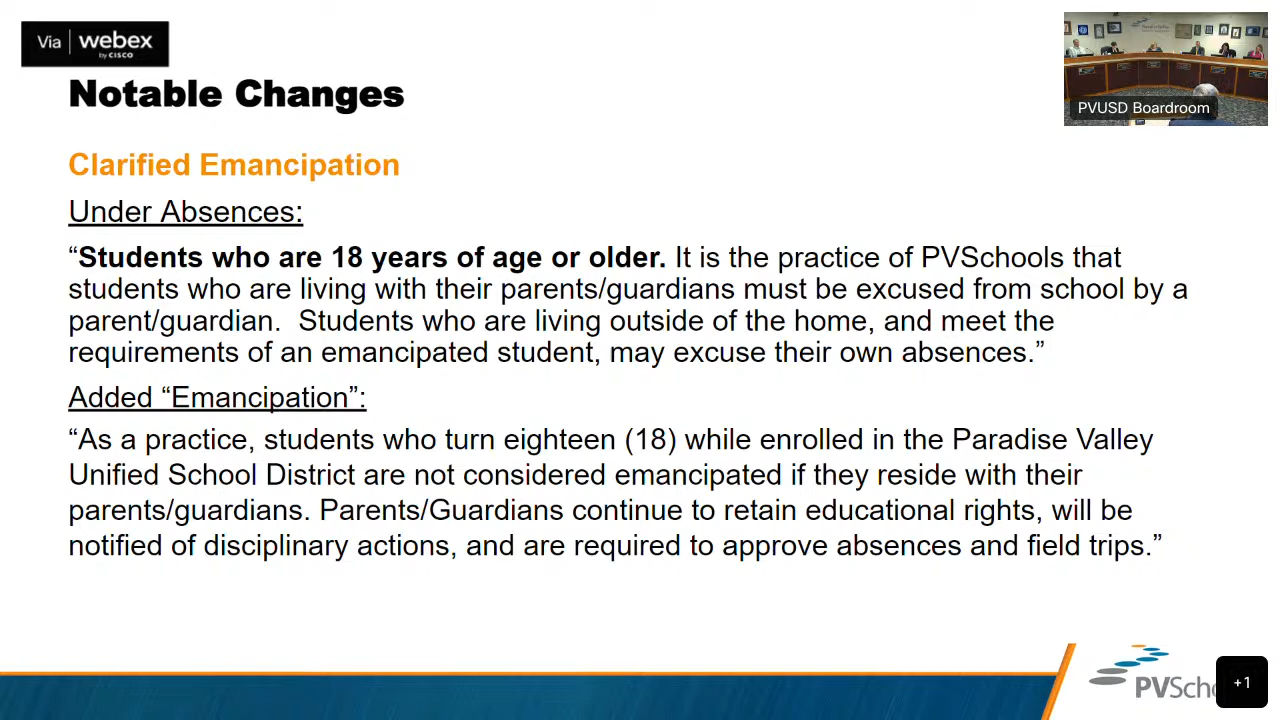 Via webex
by CISCO
Notable Changes
PVUSD Boardroom
Clarified Emancipation
Under Absences:
“Students who are 18 years of age or older. It is the practice of PVSchools that
students who are living with their parents/guardians must be excused from school by a
parent/guardian.  Students who are living outside of the home, and meet the
requirements of an emancipated student, may excuse their own absences.”
Added “Emancipation”:
“As a practice, students who turn eighteen (18) while enrolled in the Paradise Valley
Unified School District are not considered emancipated if they reside with their
parents/guardians. Parents/Guardians continue to retain educational rights, will be
notified of disciplinary actions, and are required to approve absences and field trips.”
PVScho
+1